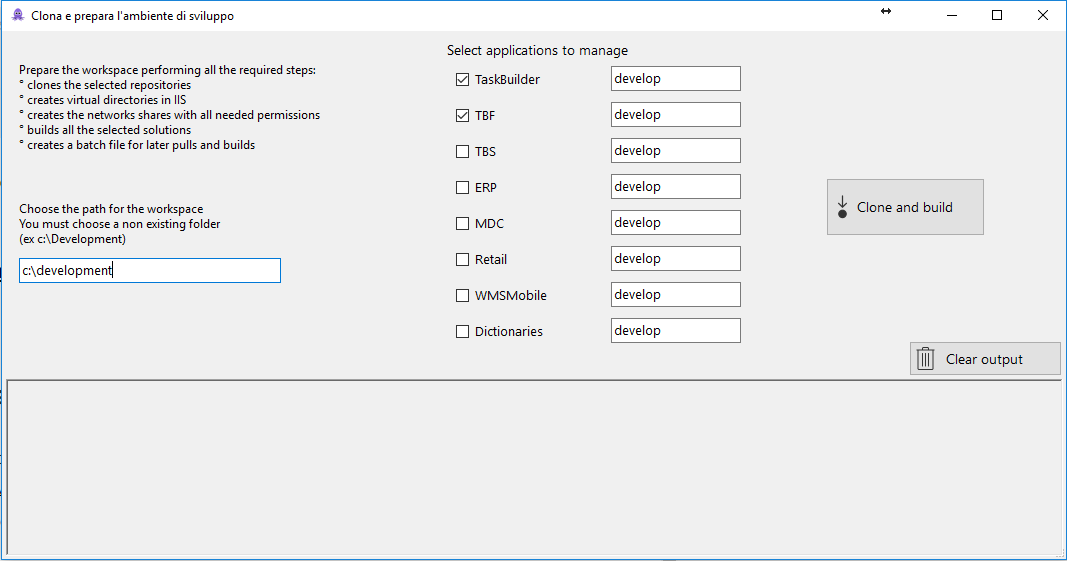 Clona e prepara l'ambiente di sviluppo
Prepare the workspace performing all the required steps:
° clones the selected repositories
° creates virtual directories in IIS
° creates the networks shares with all needed permissions
° builds all the selected solutions
° creates a batch file for later pulls and builds
Choose the path for the workspace
You must choose a non existing folder
(ex c:\Development)
c:\development
Select applications to manage
TaskBuilder develop
TBF develop
TBS develop
ERP develop
MDC develop
Retail develop
WMSMobile develop
Dictionaries develop
Clone and build
Clear output